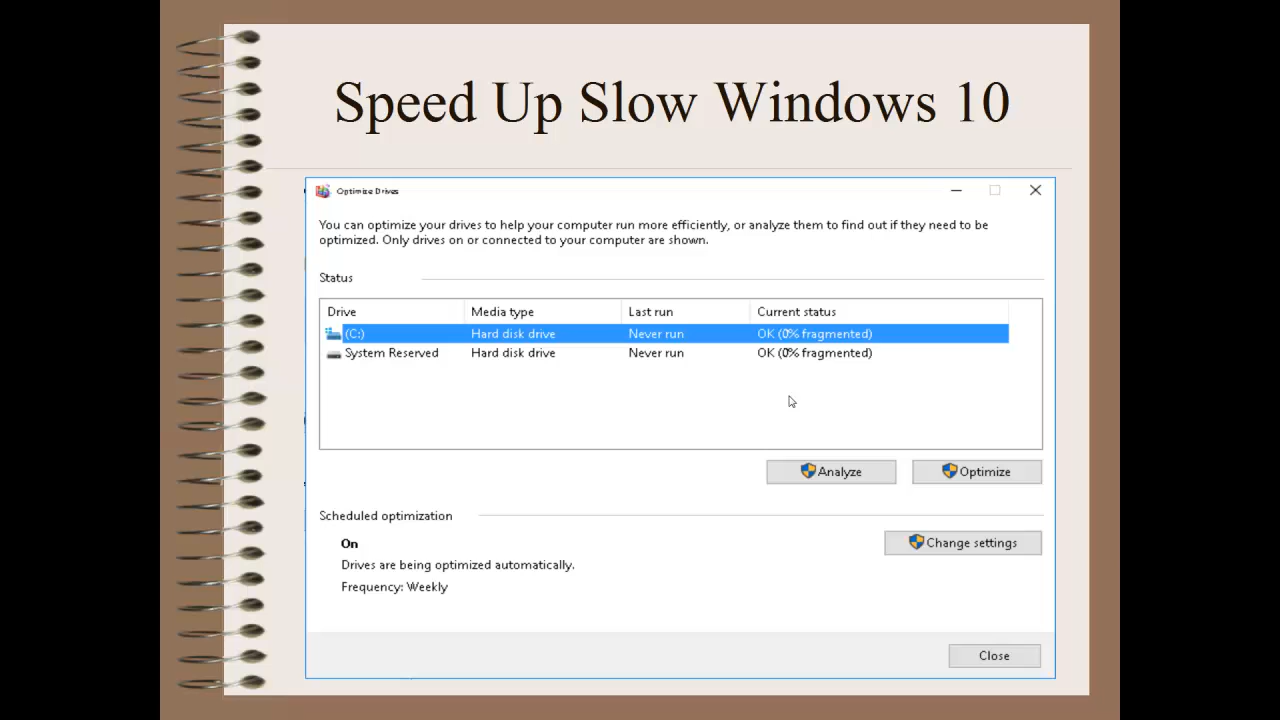 Speed Up Slow Windows 10
Optimize Drives
You can optimize your drives to help your computer run more efficiently, or analyze them to find out if they need to be
optimized. Only drives on or connected to your computer are shown.
Status
Drive Media type Last run Current status
(C:) Hard disk drive Never run OK (0% fragmented)
System Reserved Hard disk drive Never run OK (0% fragmented)
Analyze Optimize
Scheduled optimization
On
Change settings
Drives are being optimized automatically.
Frequency: Weekly
Close